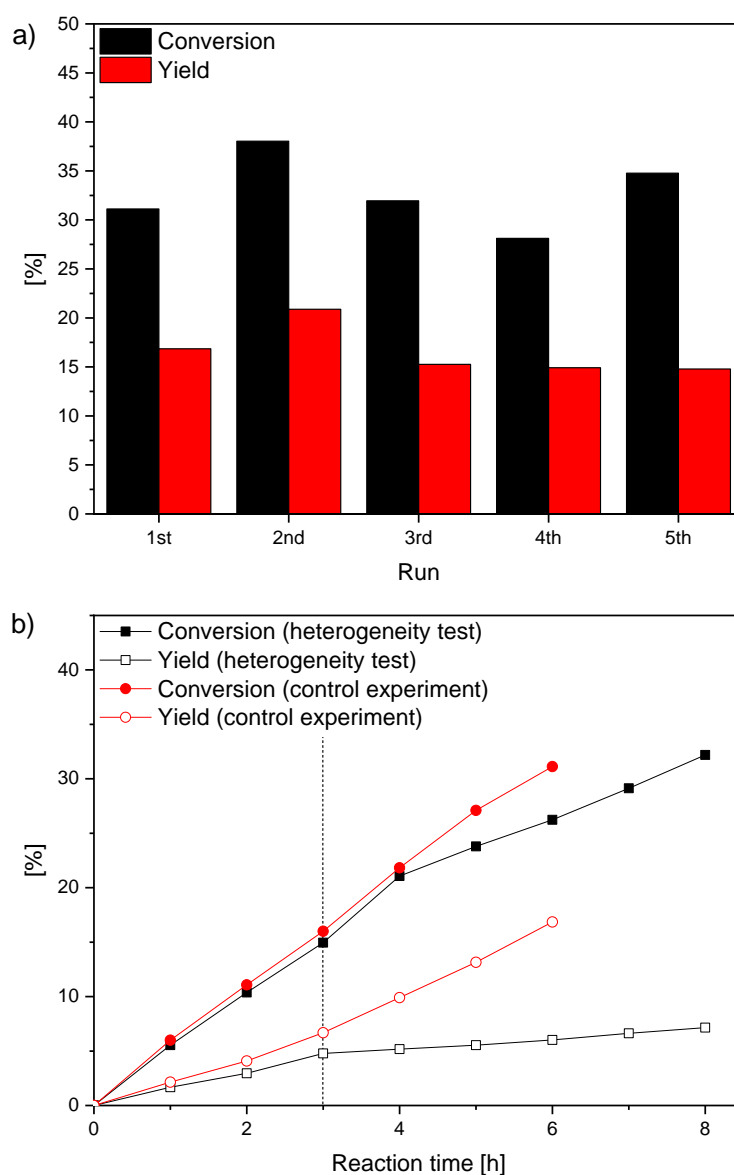 a)
50
45
40
35
30
25
20
15
10
5
0
[%]
Conversion
Yield
1st 2nd 3rd 4th 5th
Run
b)
40
30
20
10
0
[%]
Conversion (heterogeneity test)
Yield (heterogeneity test)
Conversion (control experiment)
Yield (control experiment)
0 2 4 6 8
Reaction time [h]